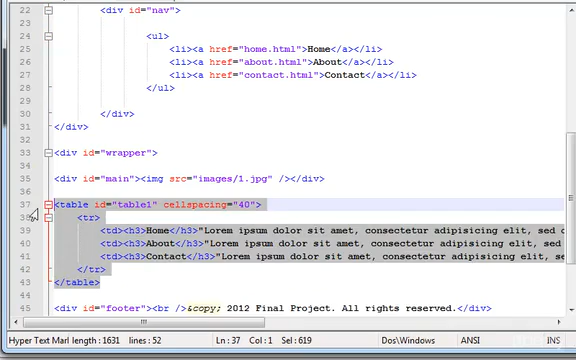 22 <div id="nav">
23
24 <ul>
25 <li><a href="home.html">Home</a></li>
26 <li><a href="about.html">About</a></li>
27 <li><a href="contact.html">Contact</a></li>
28 </ul>
29
30 </div>
31 </div>
32
33 <div id="wrapper">
34
35 <div id="main"><img src="images/1.jpg" /></div>
36
37 <table id="table1" cellspacing="40">
38 <tr>
39 <td><h3>Home</h3>"Lorem ipsum dolor sit amet, consectetur adipisicing elit, sed
40 <td><h3>About</h3>"Lorem ipsum dolor sit amet, consectetur adipisicing elit, sed
41 <td><h3>Contact</h3>"Lorem ipsum dolor sit amet, consectetur adipisicing elit, se
42 </tr>
43 </table>
44
45 <div id="footer"><br />&copy; 2012 Final Project. All rights reserved.</div>
Hyper Text Marl length : 1631 lines : 52 Ln : 37 Col : 1 Sel : 619 Dos\Windows ANSI INS